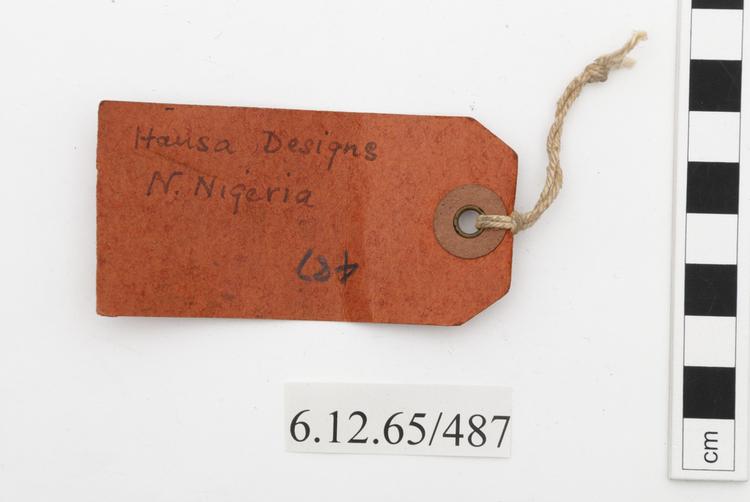 Hausa Designs
N. Nigeria
487
6.12.65/487
cm